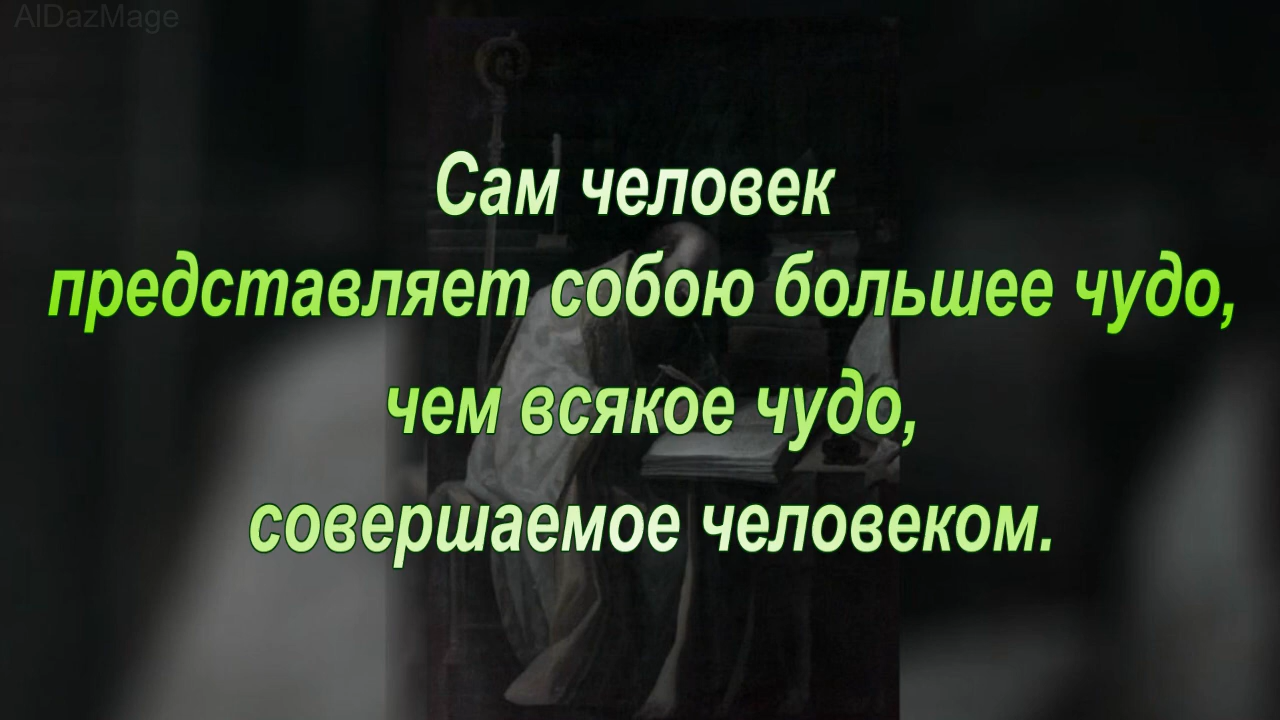 AlDazMage
Сам человек
представляет собою большее чудо,
чем всякое чудо,
совершаемое человеком.